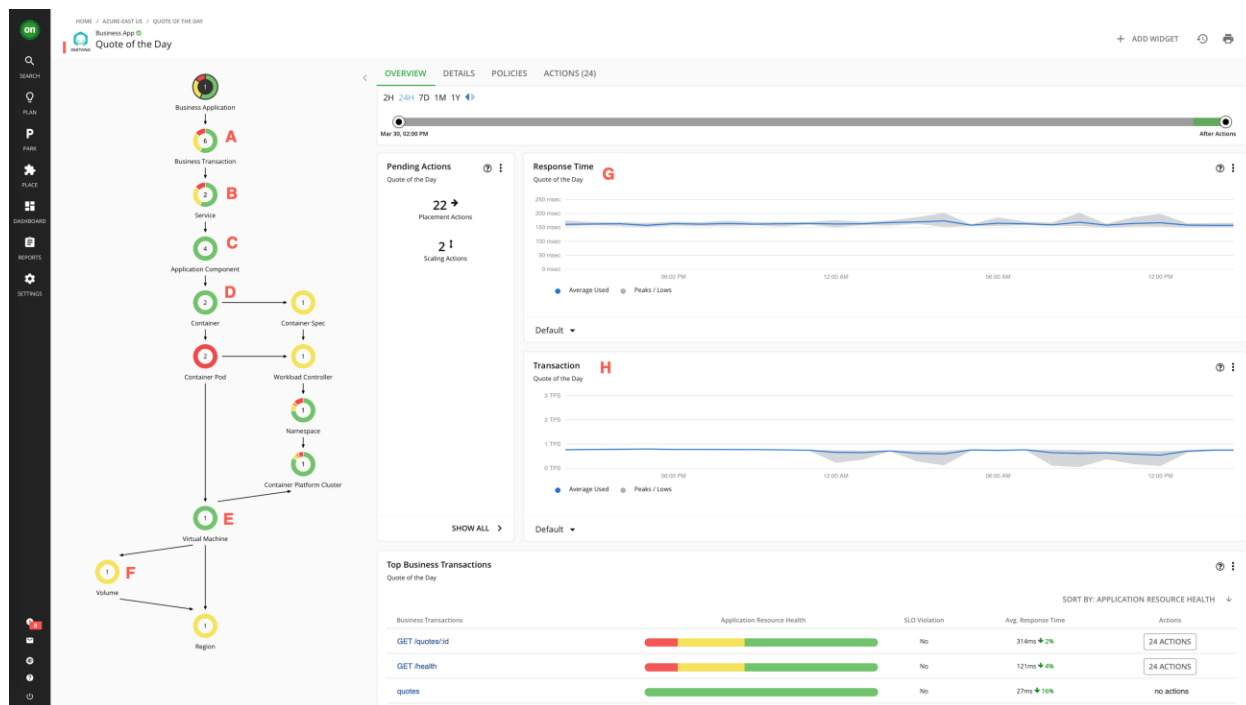 HOME / AZURE-EAST US / QUOTE OF THE DAY
on
Business App
I
INSTANA
Quote of the Day
+ ADD WIDGET
SEARCH
PLAN
P
PARK
PLACE
DASHBOARD
REPORTS
SETTINGS
1
Business Application
6
A
Business Transaction
2
B
Service
4
C
Application Component
2
D
Container
1
Container Spec
2
Container Pod
1
Workload Controller
1
Namespace
1
Container Platform Cluster
1
E
Virtual Machine
1
F
Volume
1
Region
OVERVIEW DETAILS POLICIES ACTIONS (24)
2H 24H 7D 1M 1Y
Mar 30, 02:00 PM
After Actions
Pending Actions
Quote of the Day
22
Placement Actions
2
Scaling Actions
SHOW ALL
Response Time
G
Quote of the Day
250 msec
200 msec
150 msec
100 msec
50 msec
0 msec
06:00 PM 12:00 AM 06:00 AM 12:00 PM
Average Used Peaks / Lows
Default
Transaction
H
Quote of the Day
3 TPS
2 TPS
1 TPS
0 TPS
06:00 PM 12:00 AM 06:00 AM 12:00 PM
Average Used Peaks / Lows
Default
Top Business Transactions
Quote of the Day
SORT BY: APPLICATION RESOURCE HEALTH
Business Transactions Application Resource Health SLO Violation Avg. Response Time Actions
GET /quotes/:id No 314ms 2% 24 ACTIONS
GET /health No 121ms 4% 24 ACTIONS
quotes No 27ms 16% no actions